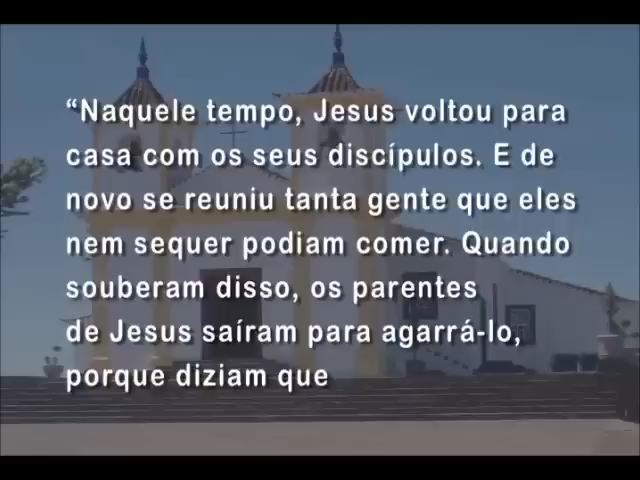 “Naquele tempo, Jesus voltou para
casa com os seus discípulos. E de
novo se reuniu tanta gente que eles
nem sequer podiam comer. Quando
souberam disso, os parentes
de Jesus saíram para agarrá-lo,
porque diziam que